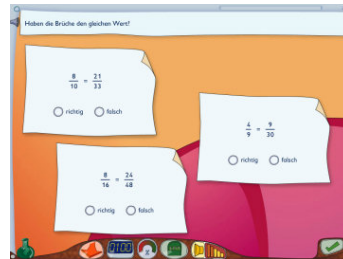 Haben die Brüche den gleichen Wert?
8/10 = 21/33
richtig falsch
4/9 = 9/30
richtig falsch
8/16 = 24/48
richtig falsch
0100